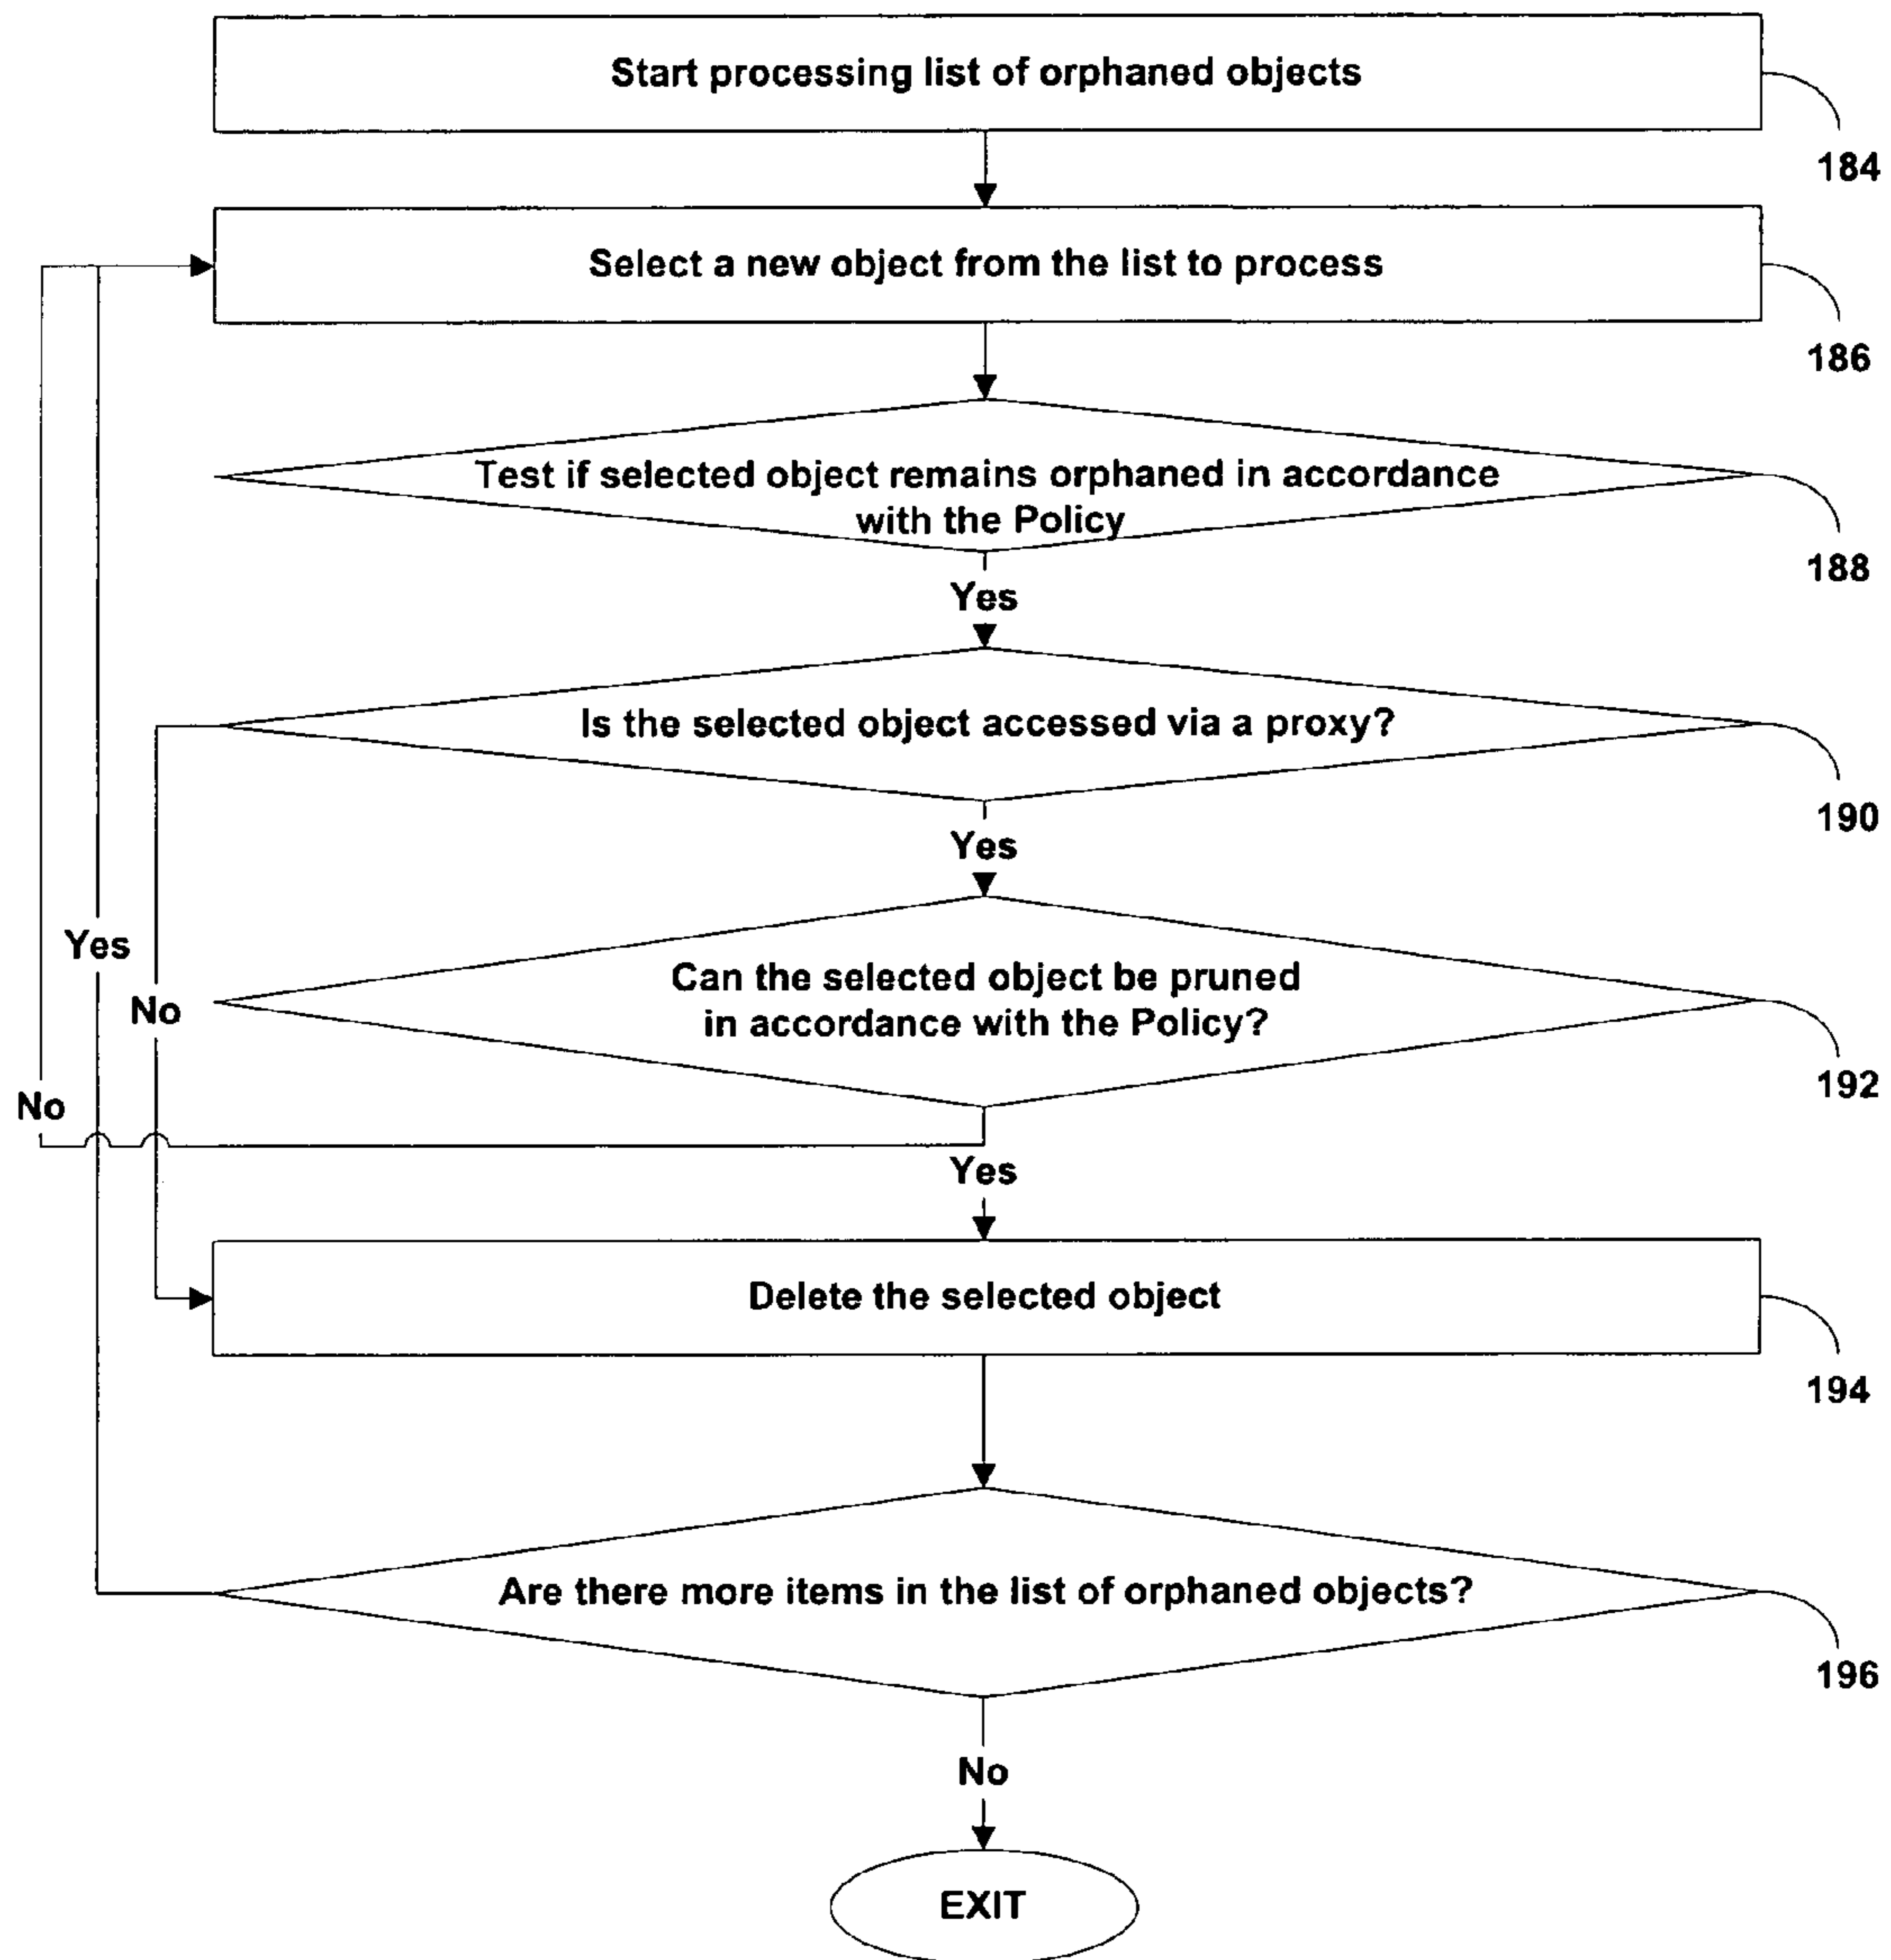 Start processing list of orphaned objects
184
Select a new object from the list to process
186
Test if selected object remains orphaned in accordance
with the Policy
188
Yes
Is the selected object accessed via a proxy?
190
Yes
Yes
No
Can the selected object be pruned
in accordance with the Policy?
192
No
Yes
Delete the selected object
194
Are there more items in the list of orphaned objects?
196
No
EXIT